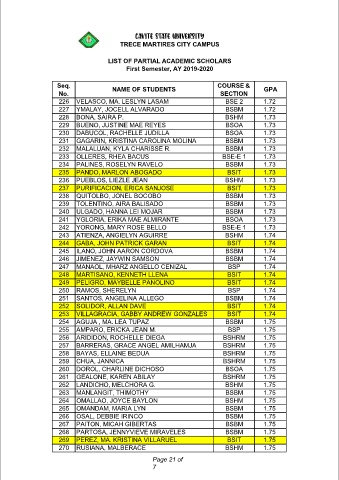 CAVITE STATE UNIVERSITY
TRECE MARTIRES CITY CAMPUS
LIST OF PARTIAL ACADEMIC SCHOLARS
First Semester, AY 2019-2020
Seq. No. NAME OF STUDENTS COURSE & SECTION GPA
226 VELASCO, MA. LESLYN LASAM BSE 2 1.72
227 YMALAY, JOCELL ALVARADO BSBM 1.72
228 BONA, SAIRA P. BSHM 1.73
229 BUENO, JUSTINE MAE REYES BSOA 1.73
230 DABUCOL, RACHELLE JUDILLA BSOA 1.73
231 GAGARIN, KRISTINA CAROLINA MOLINA BSBM 1.73
232 MALALUAN, KYLA CHARISSE R. BSBM 1.73
233 OLLERES, RHEA BACUS BSE-E 1 1.73
234 PALINES, ROSELYN RAVELO BSBM 1.73
235 PANDO, MARLON ABOGADO BSIT 1.73
236 PUEBLOS, LIEZLE JEAN BSHM 1.73
237 PURIFICACION, ERICA SANJOSE BSIT 1.73
238 QUITOLBO, JONEL BOCOBO BSBM 1.73
239 TOLENTINO, AIRA BALISADO BSBM 1.73
240 ULGADO, HANNA LEI MOJAR BSBM 1.73
241 YGLORIA, ERIKA MAE ALMIRANTE BSOA 1.73
242 YORONG, MARY ROSE BELLO BSE-E 1 1.73
243 ATIENZA, ANGIELYN AGUIRRE BSHM 1.74
244 GABA, JOHN PATRICK GARAN BSIT 1.74
245 ILANO, JOHN AARON CORDOVA BSBM 1.74
246 JIMENEZ, JAYWIN SAMSON BSBM 1.74
247 MANAOL, MHARZ ANGELLO CENIZAL BSP 1.74
248 MARTISANO, KENNETH LLENA BSIT 1.74
249 PELIGRO, MAYBELLE PANOLINO BSIT 1.74
250 RAMOS, SHERELYN BSP 1.74
251 SANTOS, ANGELINA ALLEGO BSBM 1.74
252 SOLIDOR, ALLAN DAVE BSIT 1.74
253 VILLAGRACIA, GABBY ANDREW GONZALES BSIT 1.74
254 AGUJA , MA. LEA TUPAZ BSBM 1.75
255 AMPARO, ERICKA JEAN M. BSP 1.75
256 ARIDIDON, ROCHELLE DIEGA BSHRM 1.75
257 BARRERAS, GRACE ANGEL AMILHAMJA BSHRM 1.75
258 BAYAS, ELLAINE BEDUA BSHRM 1.75
259 CHUA, JANNICA BSHRM 1.75
260 DOROL, CHARLINE DICHOSO BSOA 1.75
261 GEALONE, KAREN ABILAY BSHRM 1.75
262 LANDICHO, MELCHORA G. BSHM 1.75
263 MANLANGIT, THIMOTHY BSBM 1.75
264 OMALLAO, JOYCE BAYLON BSHM 1.75
265 OMANDAM, MARIA LYN BSBM 1.75
266 OSAL, DEBBIE IRINCO BSBM 1.75
267 PAITON, MICAH GIBERTAS BSBM 1.75
268 PARTOSA, JENNYVIEVE MIRAVELES BSBM 1.75
269 PEREZ, MA. KRISTINA VILLARUEL BSIT 1.75
270 RUSIANA, MALBERACE BSHM 1.75
Page 21 of
7